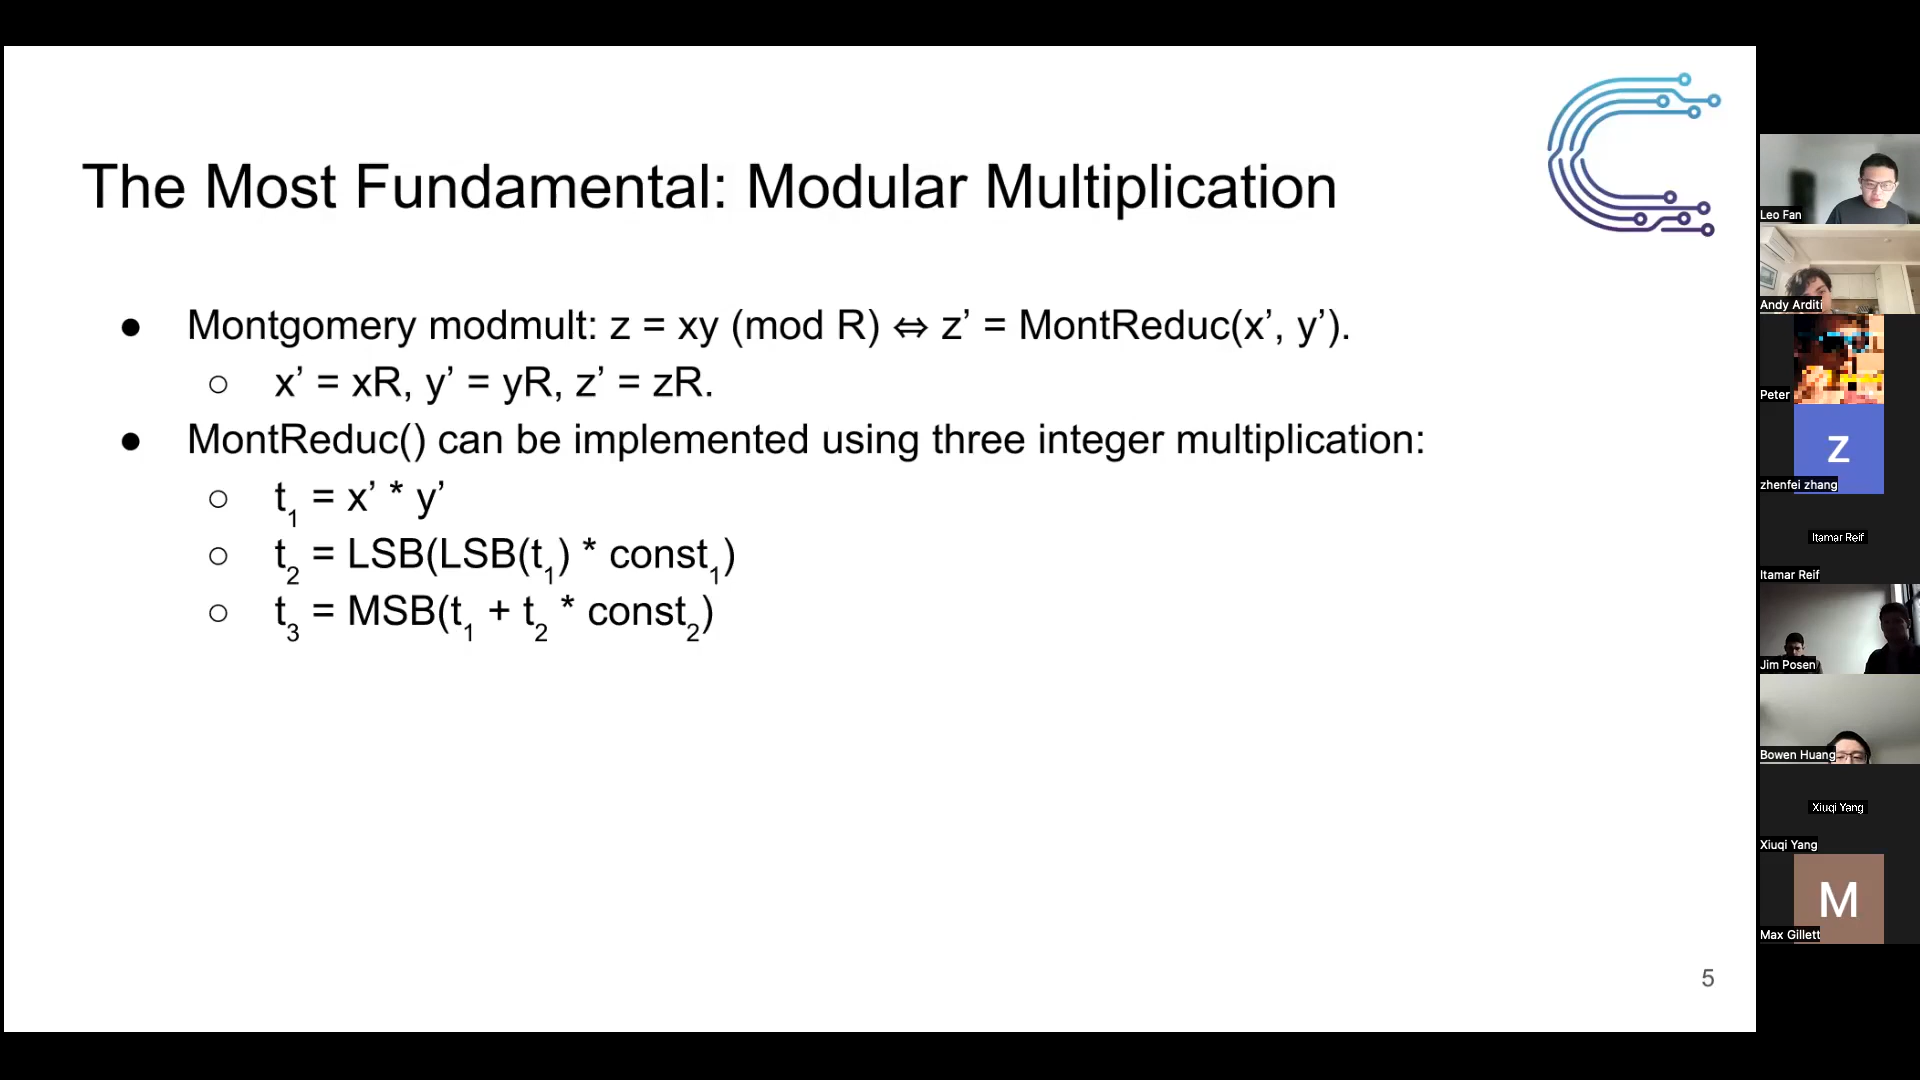 The Most Fundamental: Modular Multiplication
● Montgomery modmult: z = xy (mod R) ⇔ z’ = MontReduc(x’, y’).
○ x’ = xR, y’ = yR, z’ = zR.
● MontReduc() can be implemented using three integer multiplication:
○ t₁ = x’ * y’
○ t₂ = LSB(LSB(t₁) * const₁)
○ t₃ = MSB(t₁ + t₂ * const₂)
5
Leo Fan
Andy Arditi
Peter
Z
zhenfei zhang
Itamar Reif
Itamar Reif
Jim Posen
Bowen Huang
Xiuqi Yang
Xiuqi Yang
M
Max Gillett